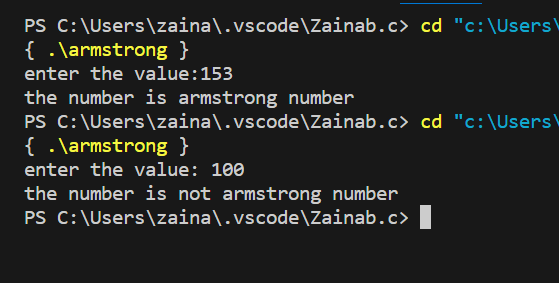 PS C:\Users\zaina\.vscode\Zainab.c> cd "c:\Users\
{ .\armstrong }
enter the value:153
the number is armstrong number
PS C:\Users\zaina\.vscode\Zainab.c> cd "c:\Users\
{ .\armstrong }
enter the value: 100
the number is not armstrong number
PS C:\Users\zaina\.vscode\Zainab.c>